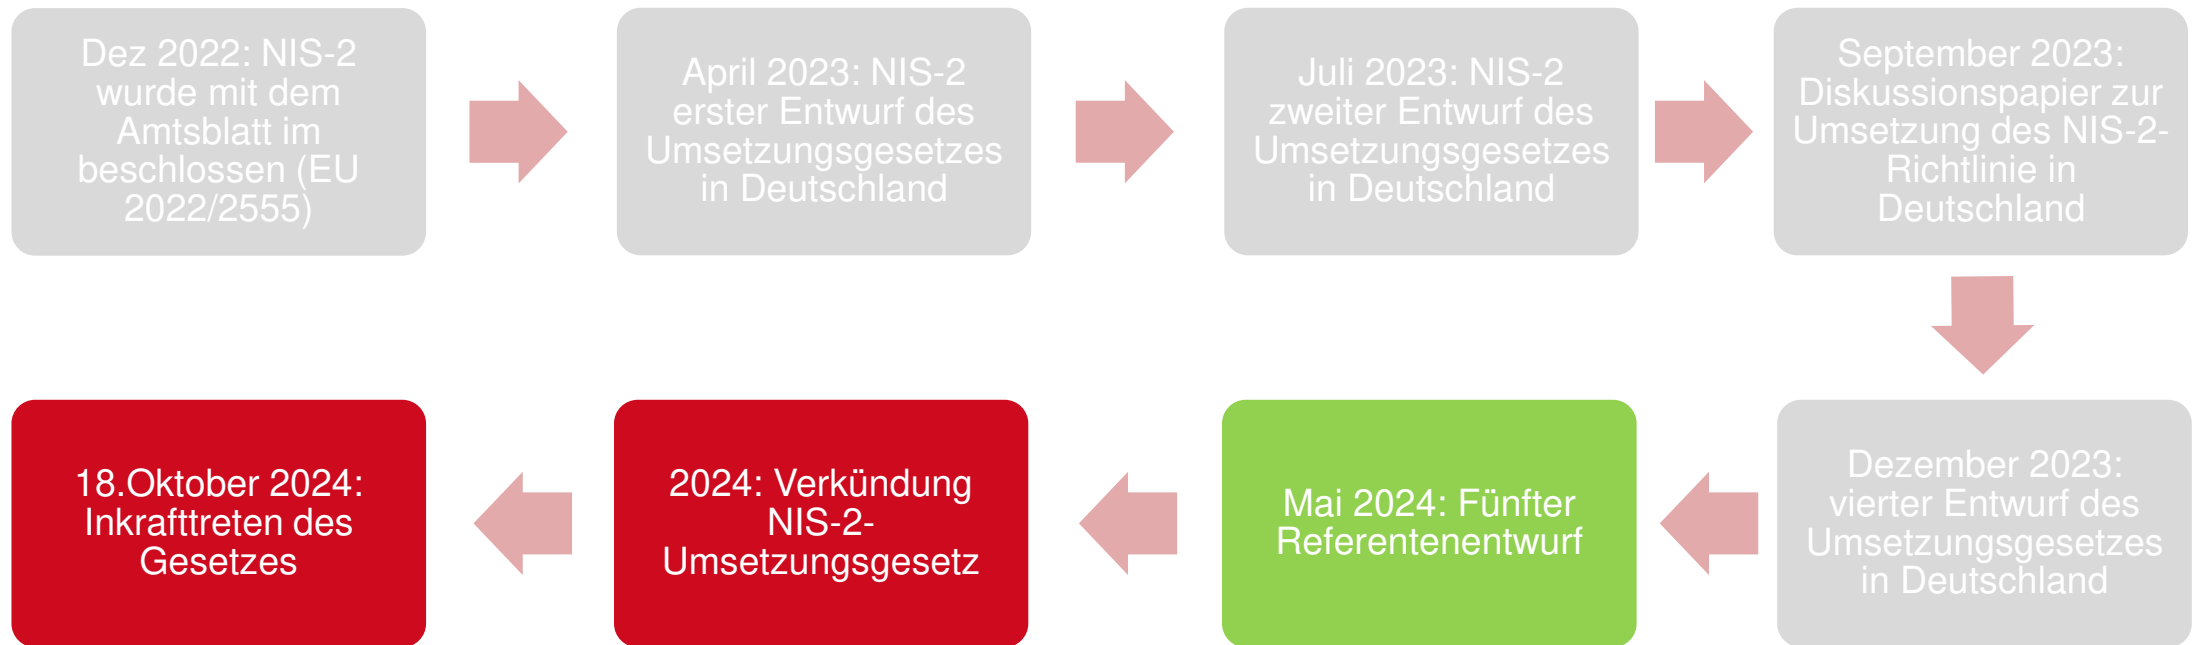 Dez 2022: NIS-2
wurde mit dem
Amtsblatt im
beschlossen (EU
2022/2555)
April 2023: NIS-2
erster Entwurf des
Umsetzungsgesetzes
in Deutschland
Juli 2023: NIS-2
zweiter Entwurf des
Umsetzungsgesetzes
in Deutschland
September 2023:
Diskussionspapier zur
Umsetzung des NIS-2-
Richtlinie in
Deutschland
Dezember 2023:
vierter Entwurf des
Umsetzungsgesetzes
in Deutschland
Mai 2024: Fünfter
Referentenentwurf
2024: Verkündung
NIS-2-
Umsetzungsgesetz
18.Oktober 2024:
Inkrafttreten des
Gesetzes